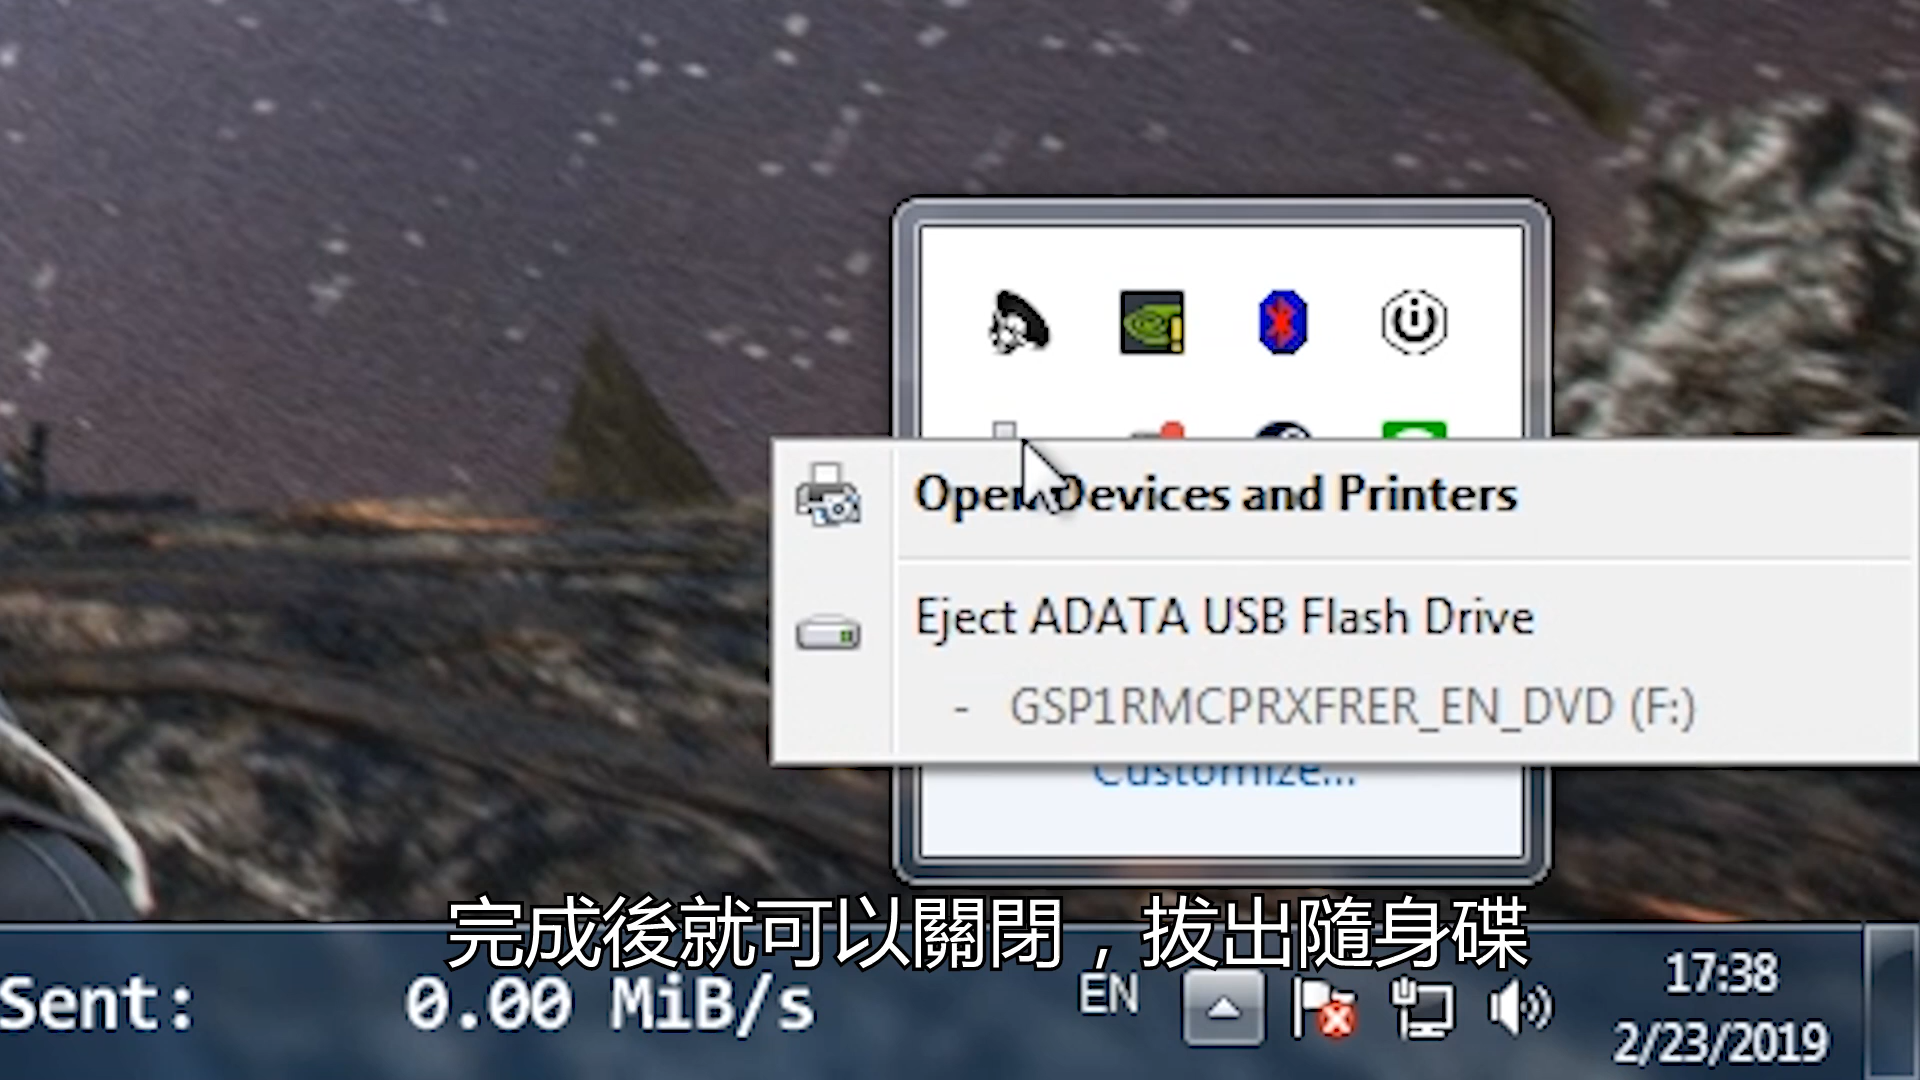 Open Devices and Printers
Eject ADATA USB Flash Drive
- GSP1RMCPRXFRER_EN_DVD (F:)
Customize...
完成後就可以關閉，拔出隨身碟
Sent: 0.00 MiB/s
EN
17:38
2/23/2019